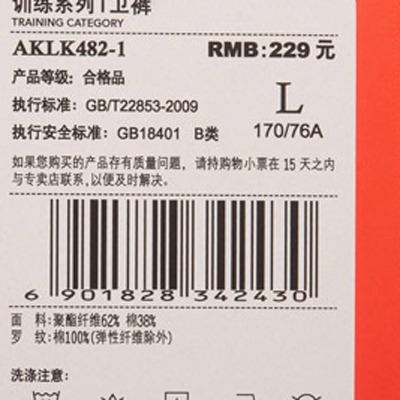 训练系列1卫裤
TRAINING CATEGORY
AKLK482-1 RMB:229 元
产品等级: 合格品
执行标准: GB/T22853-2009
L
执行安全标准: GB18401 B类
170/76A
如果您购买的产品存有质量问题, 请持购物小票在 15 天之内
与专卖店联系,以便及时解决。
6 901828 342430
面 料:聚酯纤维62% 棉38%
罗 纹:棉100%(弹性纤维除外)
洗涤注意: